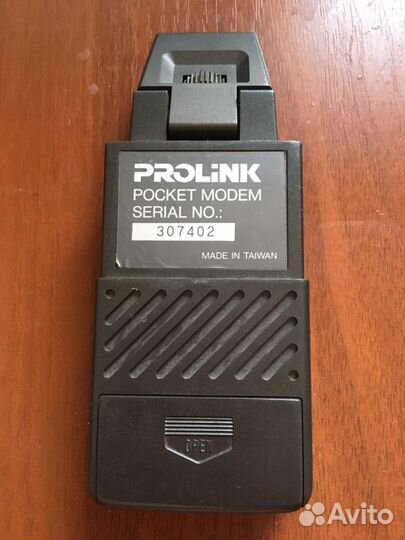 PROLiNK
POCKET MODEM
SERIAL NO.:
307402
MADE IN TAIWAN
OPEN
Avito